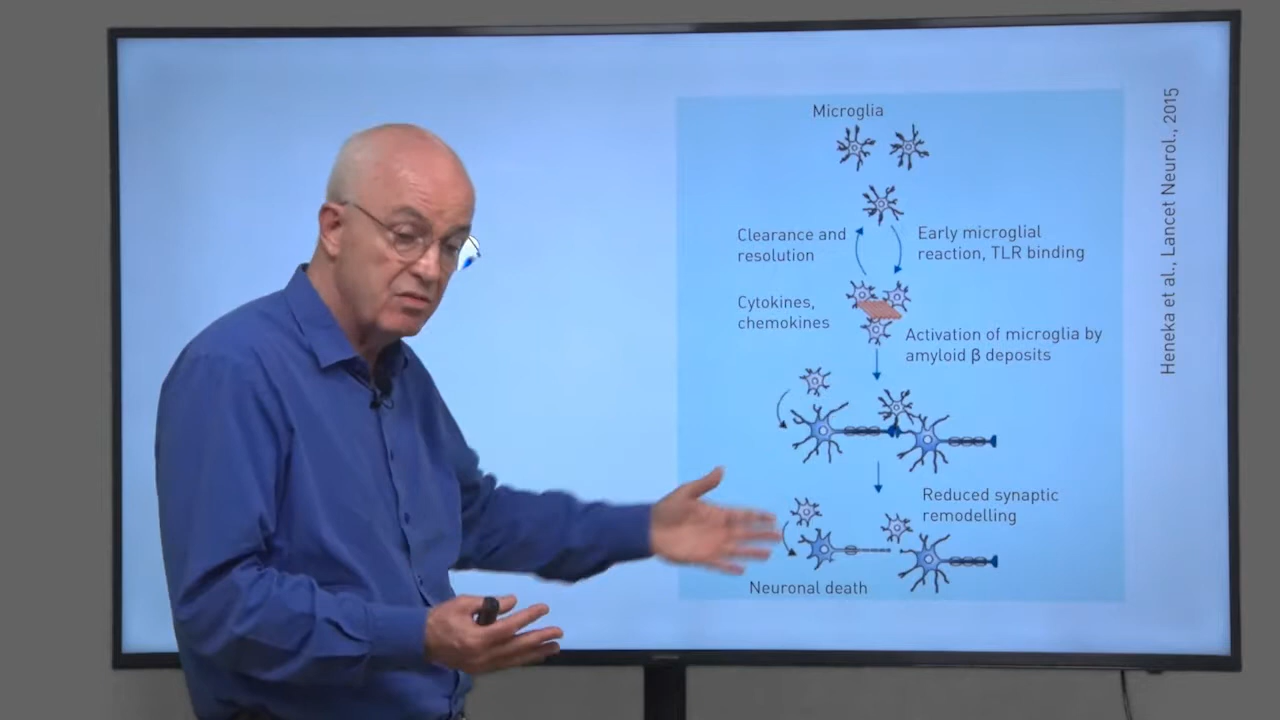 Microglia
Clearance and
resolution
Early microglial
reaction, TLR binding
Cytokines,
chemokines
Activation of microglia by
amyloid β deposits
Reduced synaptic
remodelling
Neuronal death
Heneka et al., Lancet Neurol., 2015